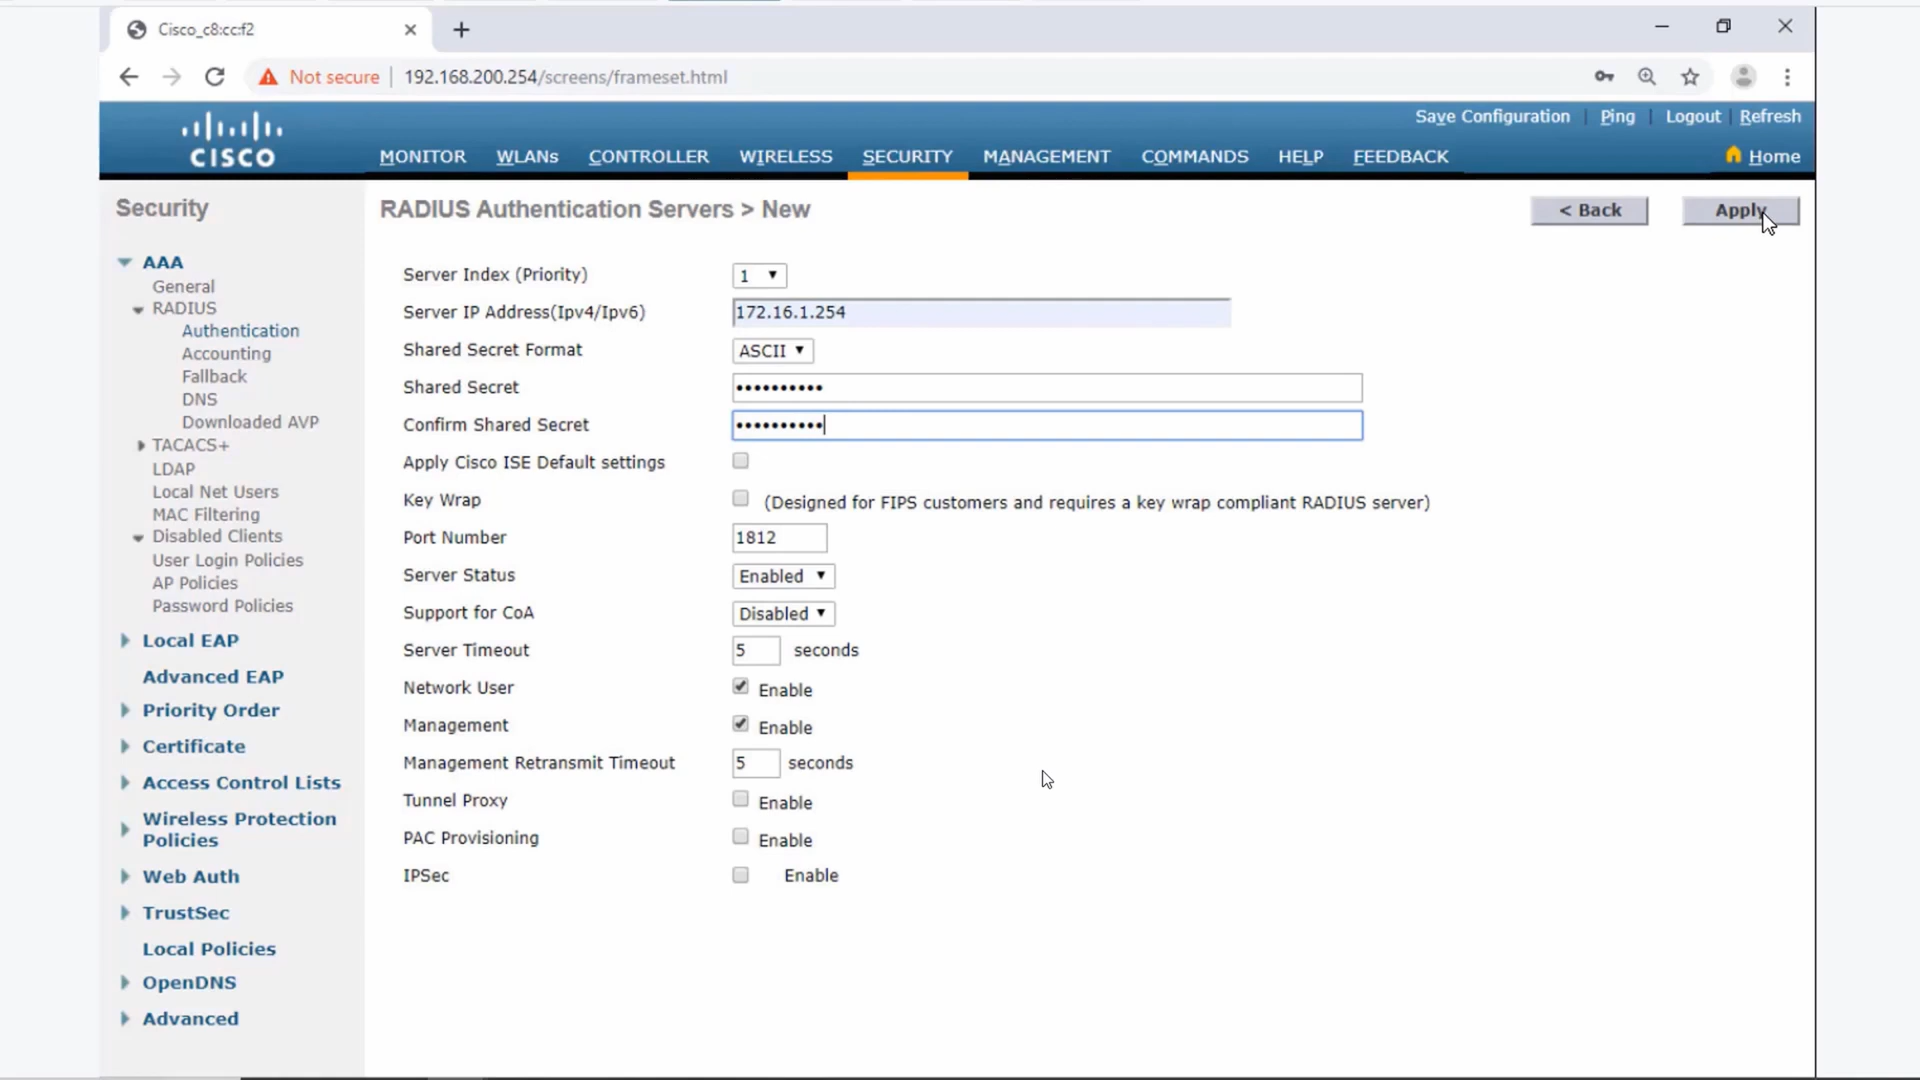 Cisco_c8:cc:f2
Not secure 192.168.200.254/screens/frameset.html
Save Configuration Ping Logout Refresh
CISCO
MONITOR WLANs CONTROLLER WIRELESS SECURITY MANAGEMENT COMMANDS HELP FEEDBACK Home
Security
AAA
General
RADIUS
Authentication
Accounting
Fallback
DNS
Downloaded AVP
TACACS+
LDAP
Local Net Users
MAC Filtering
Disabled Clients
User Login Policies
AP Policies
Password Policies
Local EAP
Advanced EAP
Priority Order
Certificate
Access Control Lists
Wireless Protection
Policies
Web Auth
TrustSec
Local Policies
OpenDNS
Advanced
RADIUS Authentication Servers > New
< Back Apply
Server Index (Priority) 1
Server IP Address(Ipv4/Ipv6) 172.16.1.254
Shared Secret Format ASCII
Shared Secret ••••••••••
Confirm Shared Secret ••••••••••
Apply Cisco ISE Default settings
Key Wrap (Designed for FIPS customers and requires a key wrap compliant RADIUS server)
Port Number 1812
Server Status Enabled
Support for CoA Disabled
Server Timeout 5 seconds
Network User Enable
Management Enable
Management Retransmit Timeout 5 seconds
Tunnel Proxy Enable
PAC Provisioning Enable
IPSec Enable